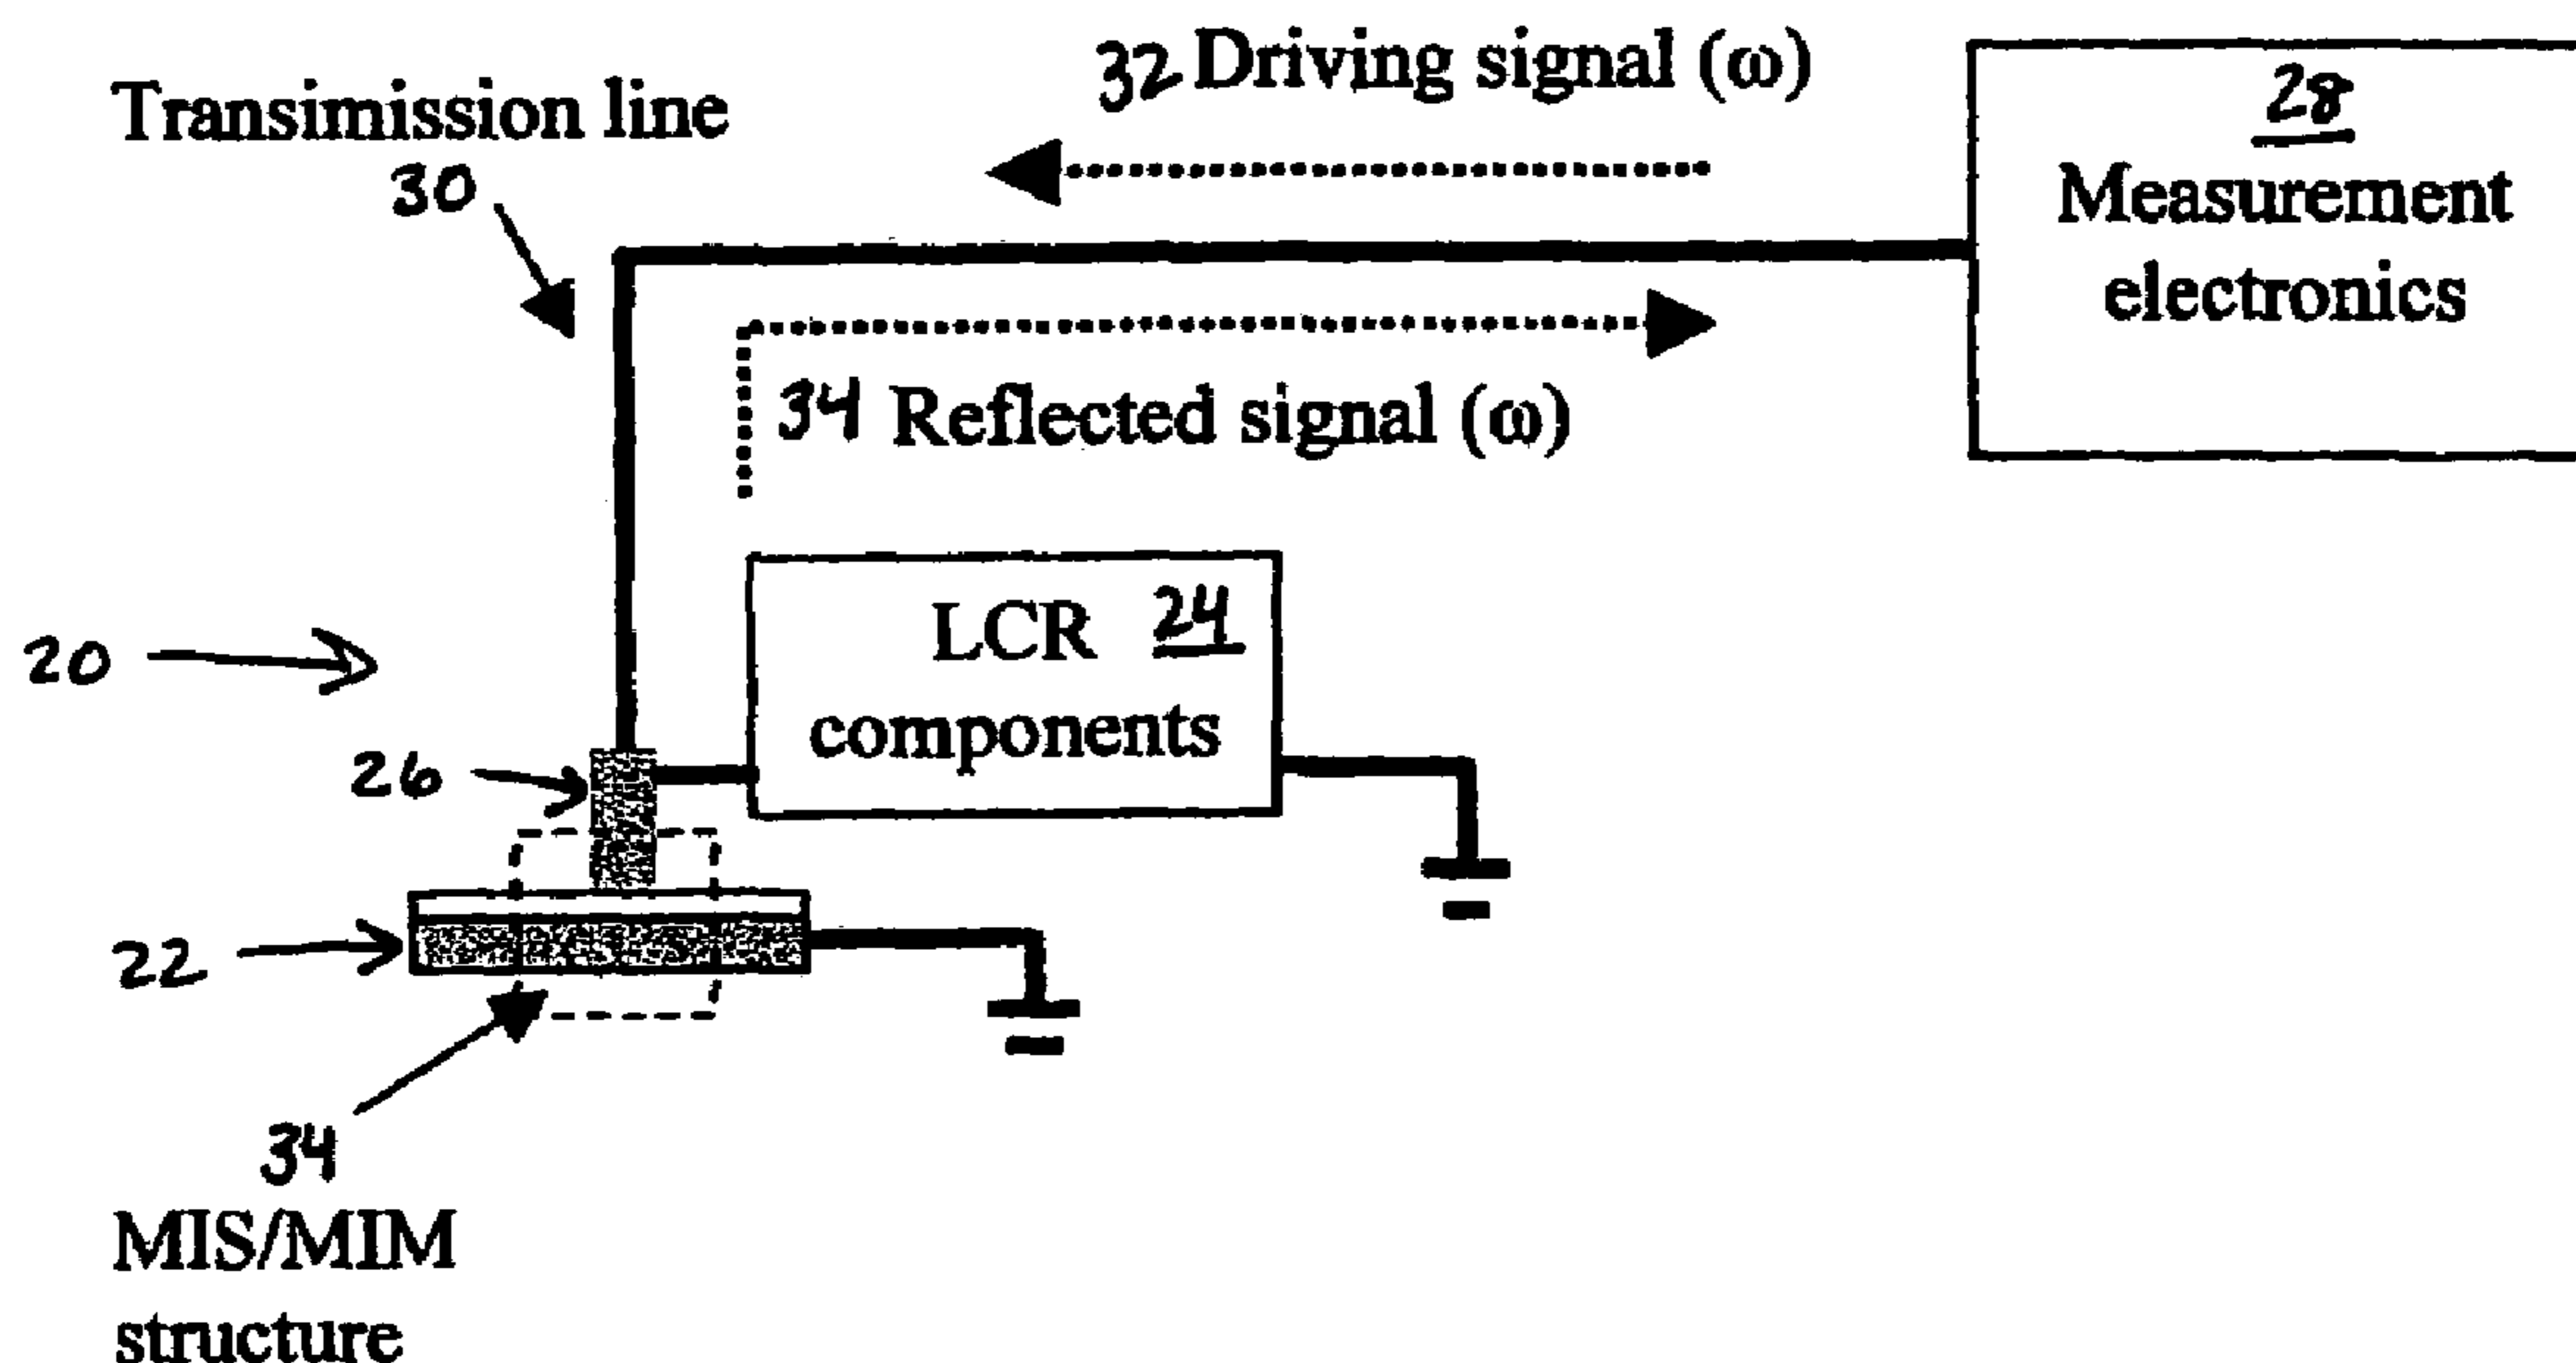 32 Driving signal (ω)
Transimission line
30
28
Measurement
electronics
34 Reflected signal (ω)
LCR 24
components
20
26
22
34
MIS/MIM
structure